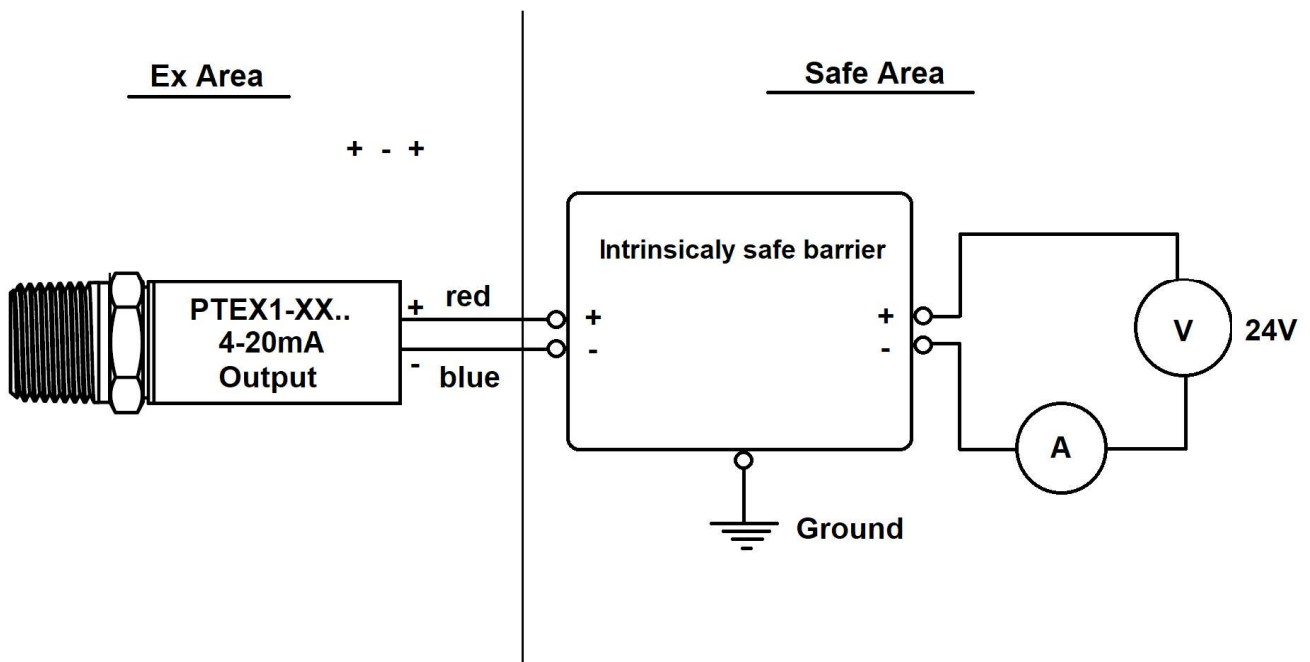 Ex Area
Safe Area
+ - +
Intrinsicaly safe barrier
PTEX1-XX..
4-20mA
Output
+ red
- blue
+
-
+
-
V
24V
A
Ground